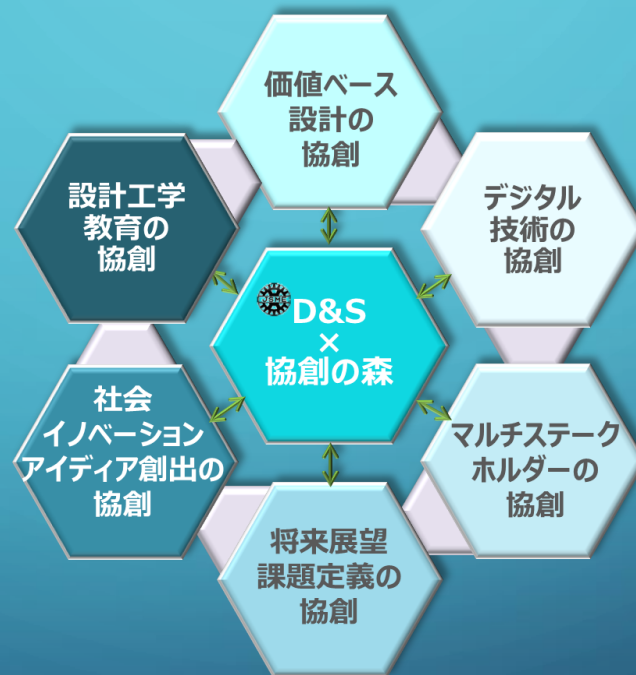 価値ベース
設計の
協創
デジタル
技術の
協創
マルチステーク
ホルダーの
協創
将来展望
課題定義の
協創
社会
イノベーション
アイディア創出の
協創
設計工学
教育の
協創
D&S
×
協創の森